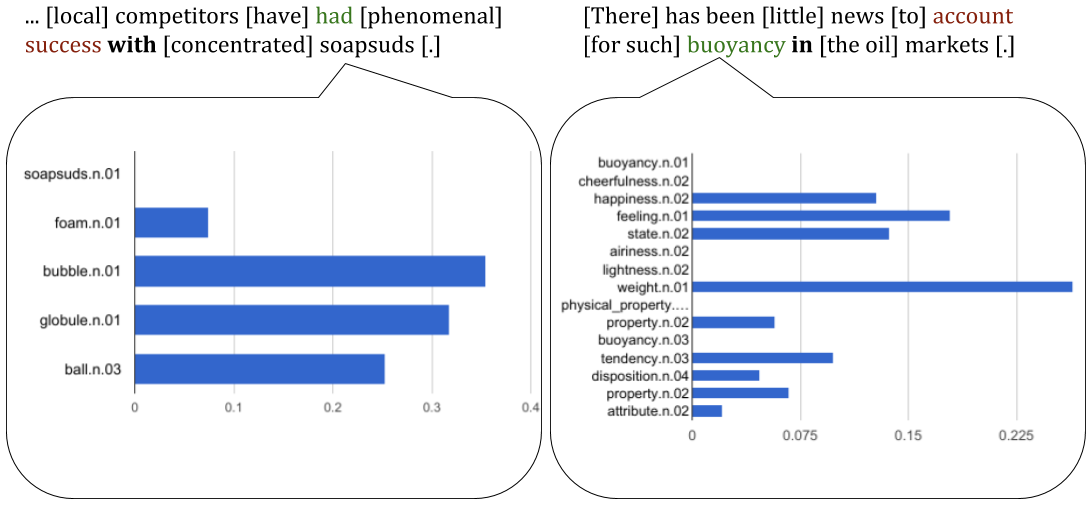 ... [local] competitors [have] had [phenomenal]
success with [concentrated] soapsuds [.]
soapsuds.n.01
foam.n.01
bubble.n.01
globule.n.01
ball.n.03
0 0.1 0.2 0.3 0.4
[There] has been [little] news [to] account
[for such] buoyancy in [the oil] markets [.]
buoyancy.n.01
cheerfulness.n.02
happiness.n.02
feeling.n.01
state.n.02
airiness.n.02
lightness.n.02
weight.n.01
physical_property....
property.n.02
buoyancy.n.03
tendency.n.03
disposition.n.04
property.n.02
attribute.n.02
0 0.075 0.15 0.225